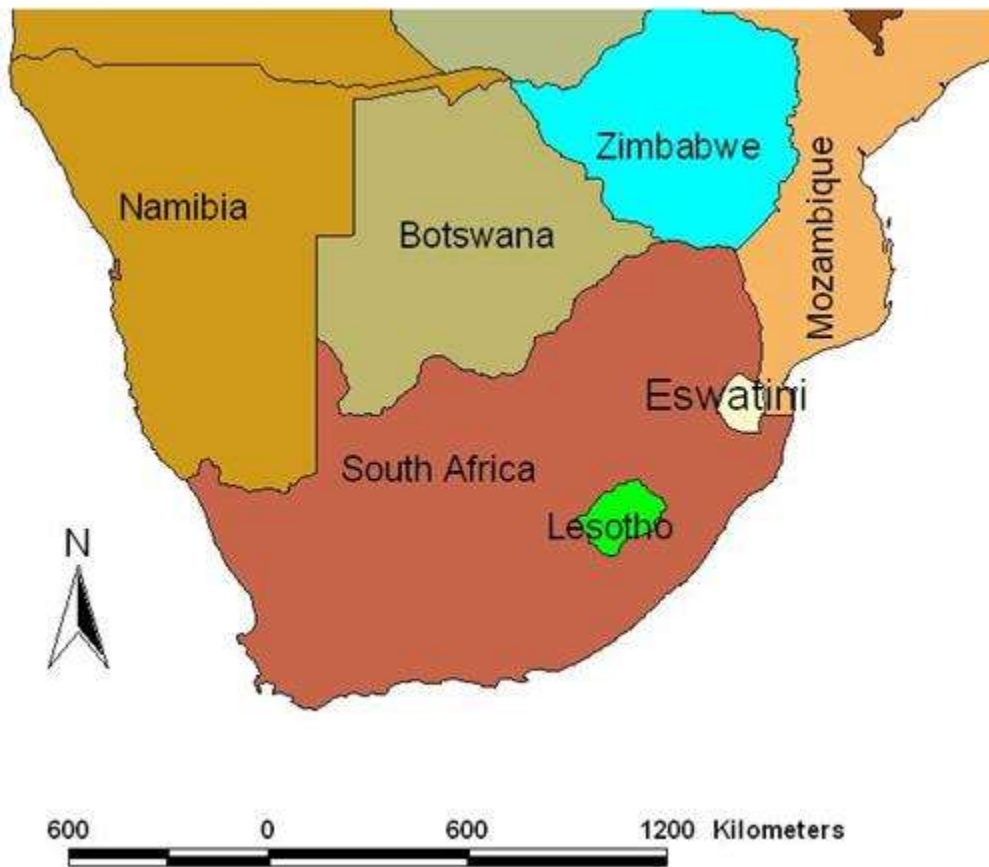 Zimbabwe
Namibia
Botswana
Mozambique
Eswatini
South Africa
Lesotho
N
600 0 600 1200 Kilometers